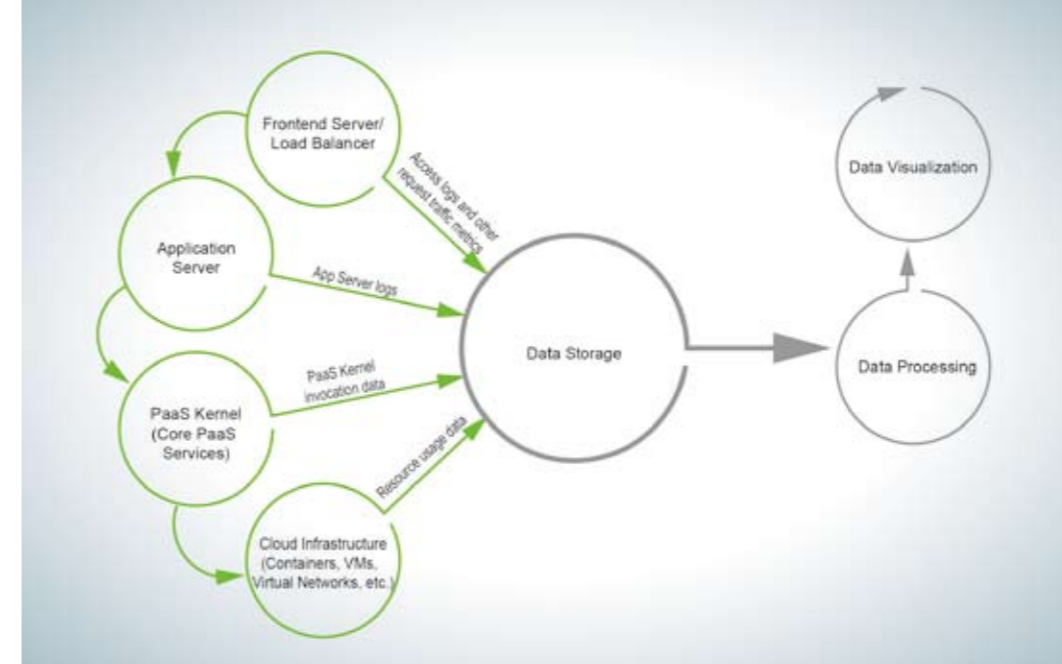 Frontend Server/
Load Balancer
Access logs and other
request traffic metrics
Application
Server
App Server logs
PaaS Kernel
(Core PaaS
Services)
PaaS Kernel
invocation data
Cloud Infrastructure
(Containers, VMs,
Virtual Networks, etc.)
Resource usage data
Data Storage
Data Processing
Data Visualization